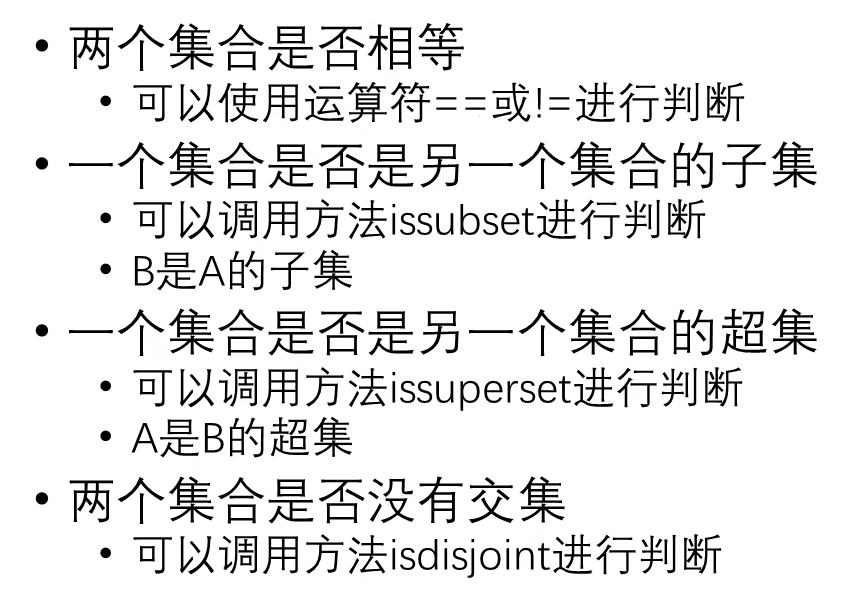 • 两个集合是否相等
• 可以使用运算符==或!=进行判断
• 一个集合是否是另一个集合的子集
• 可以调用方法issubset进行判断
• B是A的子集
• 一个集合是否是另一个集合的超集
• 可以调用方法issuperset进行判断
• A是B的超集
• 两个集合是否没有交集
• 可以调用方法isdisjoint进行判断